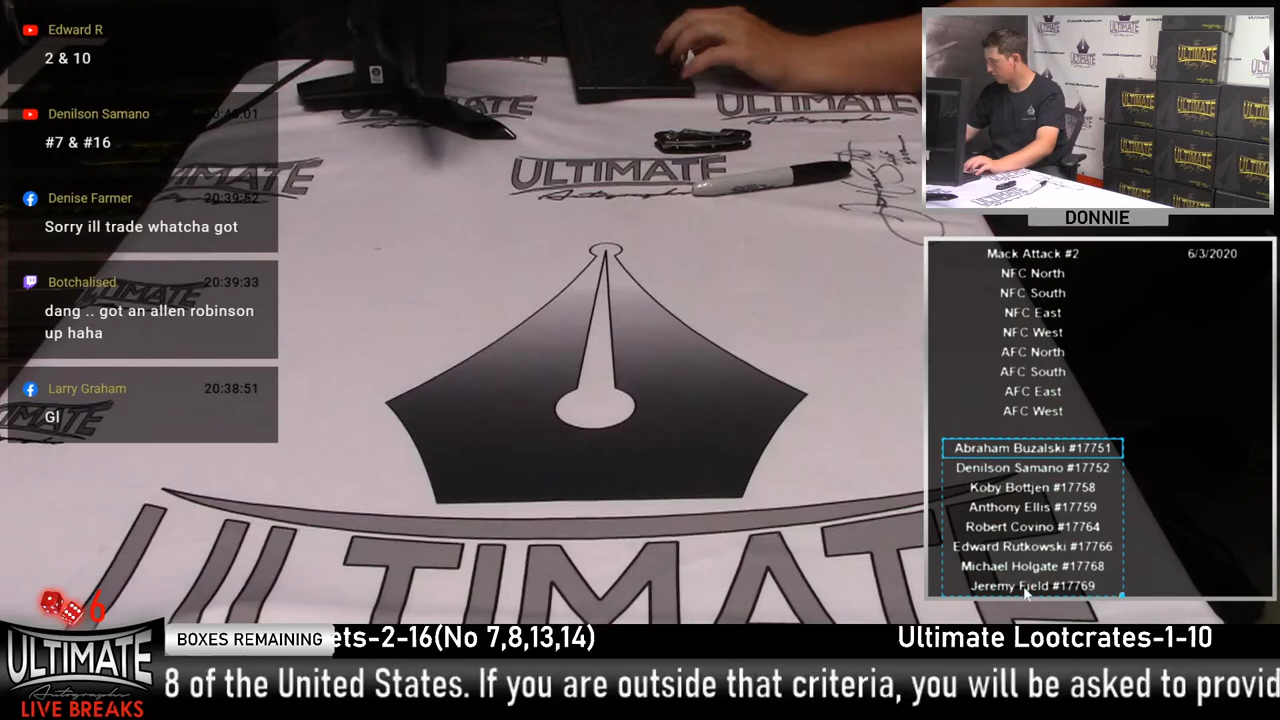 Edward R
2 & 10
Denilson Samano
#7 & #16
Denise Farmer 20:39:52
Sorry ill trade whatcha got
Botchalised 20:39:33
dang .. got an allen robinson
up haha
Larry Graham 20:38:51
Gl
ULTIMATE
ULTIMATE
ULTIMATE
ULTIMATE
ULTIMATE
ULTIMATE
DONNIE
Mack Attack #2 6/3/2020
NFC North
NFC South
NFC East
NFC West
AFC North
AFC South
AFC East
AFC West
Abraham Buzalski #17751
Denilson Samano #17752
Koby Bottjen #17758
Anthony Ellis #17759
Robert Covino #17764
Edward Rutkowski #17766
Michael Holgate #17768
Jeremy Field #17769
6
ULTIMATE
Autographs
LIVE BREAKS
BOXES REMAINING ets-2-16(No 7,8,13,14) Ultimate Lootcrates-1-10
8 of the United States. If you are outside that criteria, you will be asked to provid